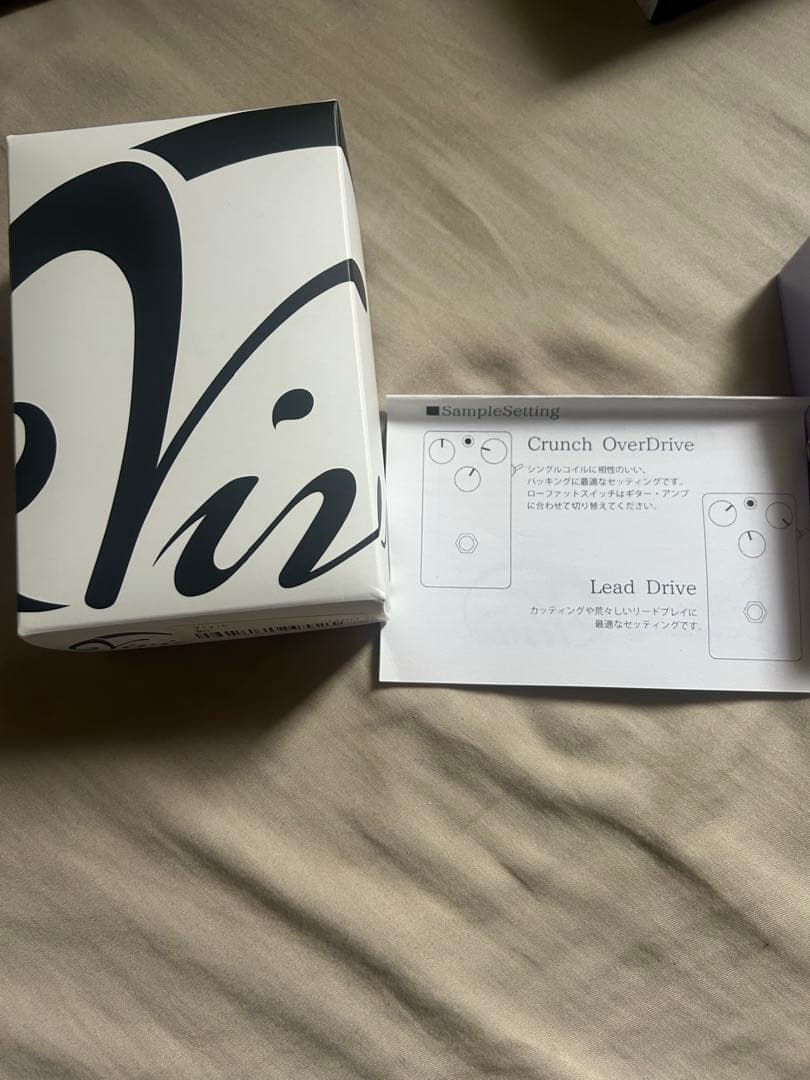 Vivi
■SampleSetting
Crunch OverDrive
シングルコイルに相性のいい、
バッキングに最適なセッティングです。
ローファットスイッチはギター・アンプ
に合わせて切り替えてください。
Lead Drive
カッティングや荒々しいリードプレイに
最適なセッティングです。